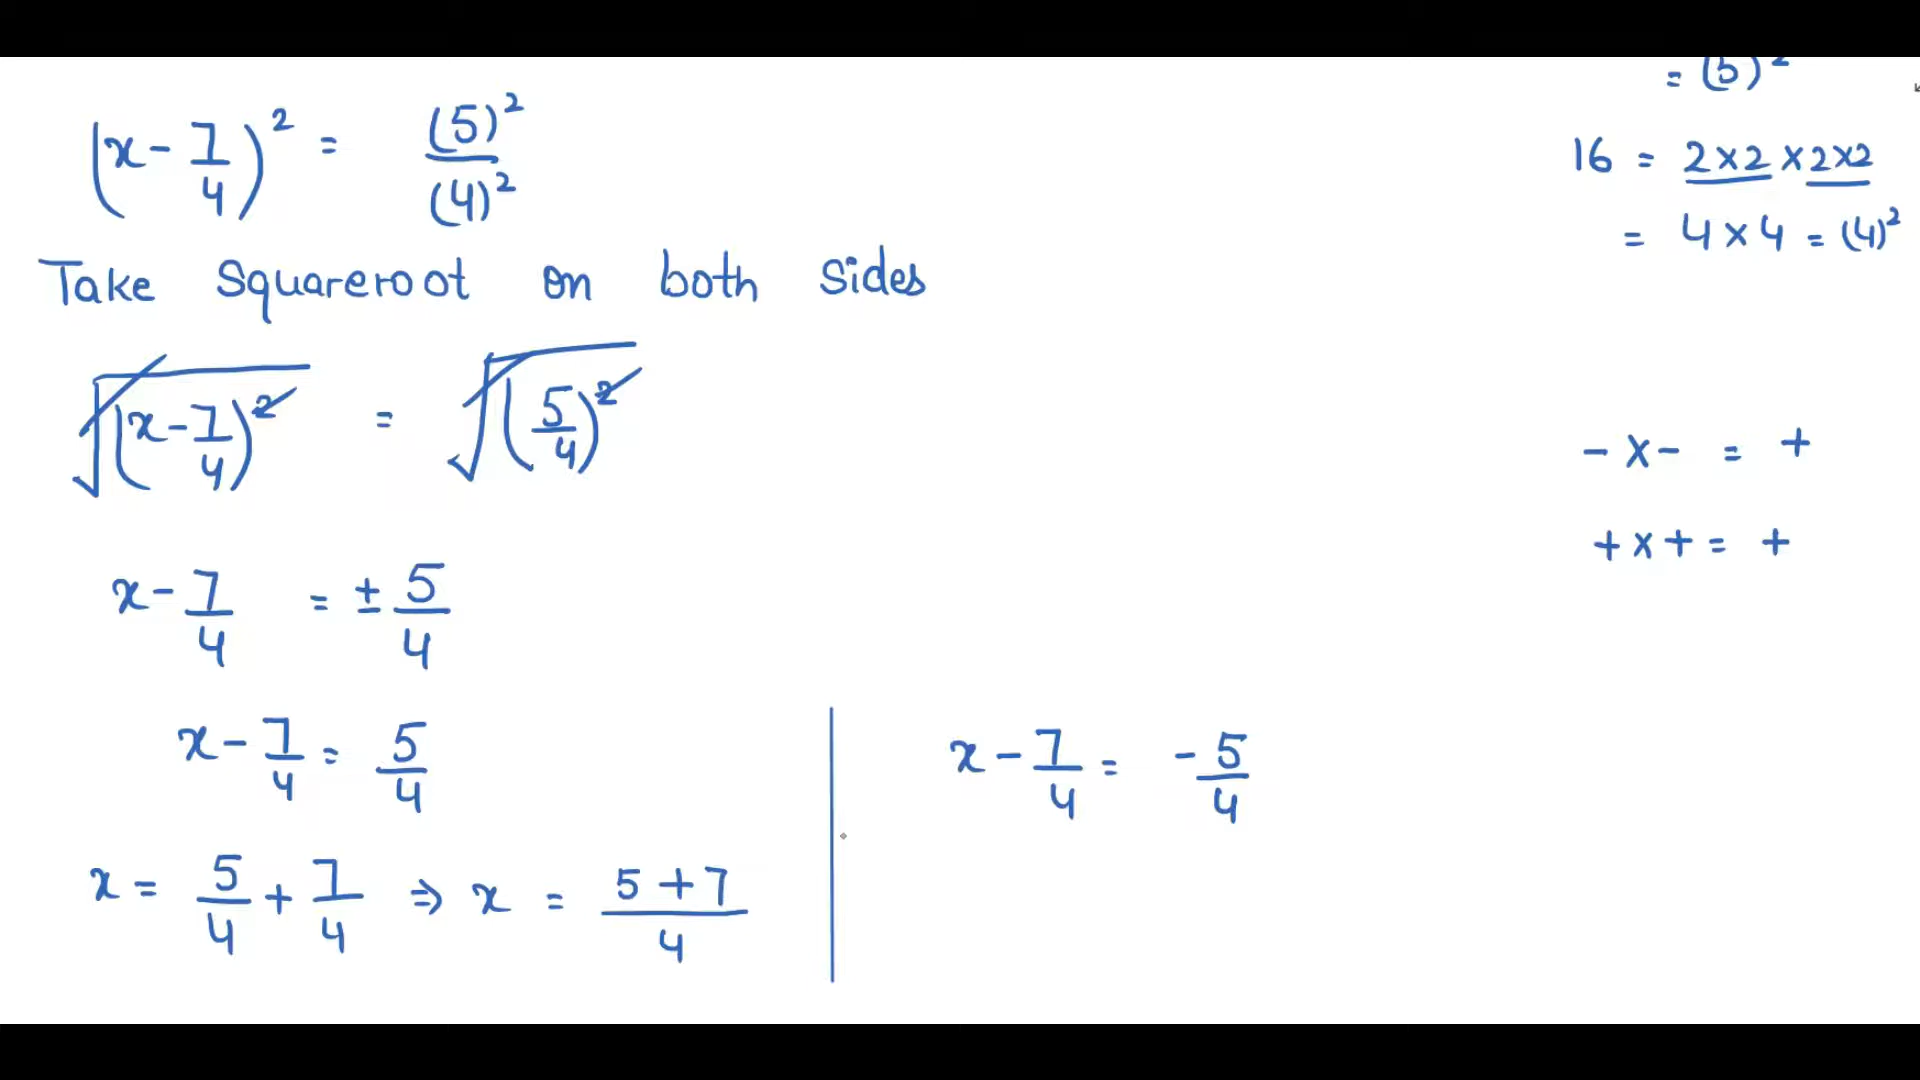 = (5)²
(x - 7/4)² = (5)²/(4)²
16 = 2×2 × 2×2
= 4 × 4 = (4)²
Take Squareroot on both Sides
√(x - 7/4)² = √(5/4)²
- × - = +
+ × + = +
x - 7/4 = ± 5/4
x - 7/4 = 5/4
x - 7/4 = - 5/4
x = 5/4 + 7/4 ⇒ x = 5 + 7/4